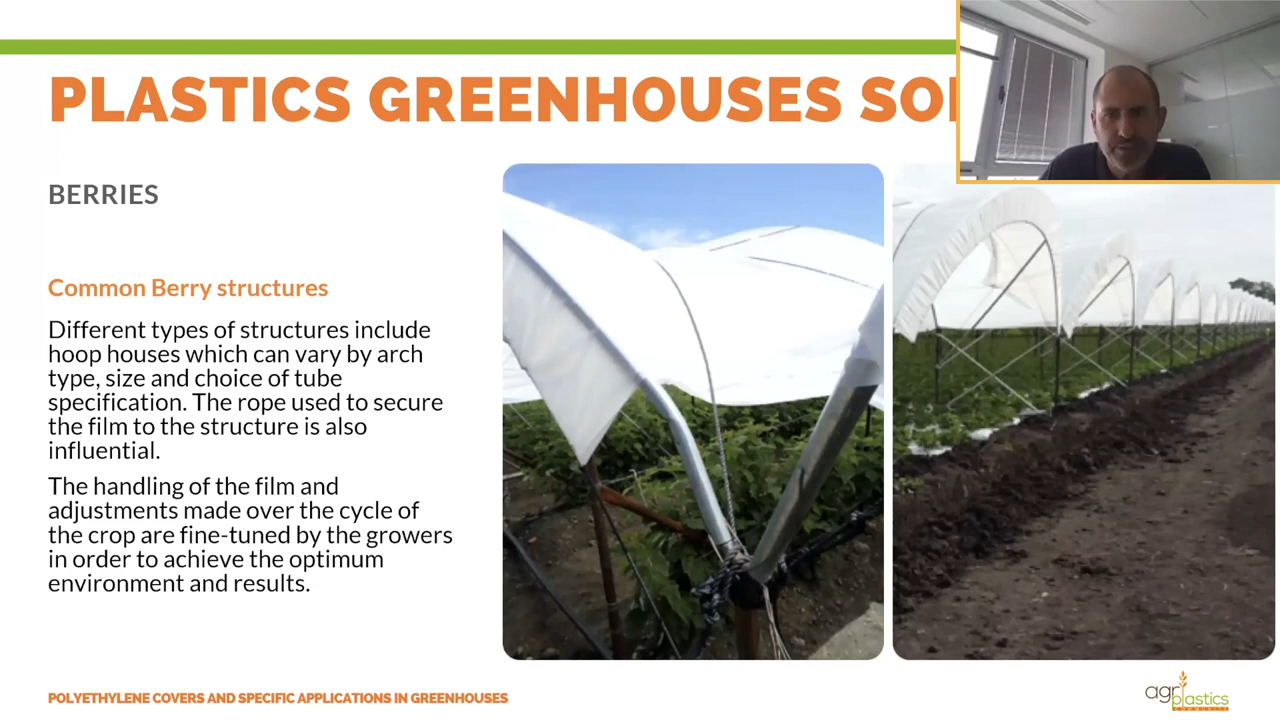 PLASTICS GREENHOUSES
BERRIES
Common Berry structures
Different types of structures include
hoop houses which can vary by arch
type, size and choice of tube
specification. The rope used to secure
the film to the structure is also
influential.
The handling of the film and
adjustments made over the cycle of
the crop are fine-tuned by the growers
in order to achieve the optimum
environment and results.
POLYETHYLENE COVERS AND SPECIFIC APPLICATIONS IN GREENHOUSES
agr
plastics
COMMUNITY